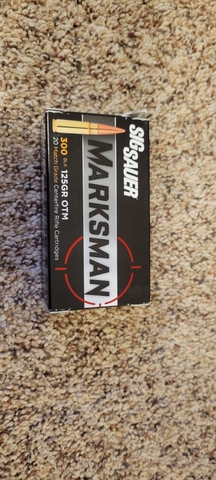 SIG SAUER
MARKSMAN
300 BLK 125GR OTM
20 Match Grade Centerfire Rifle Cartridges